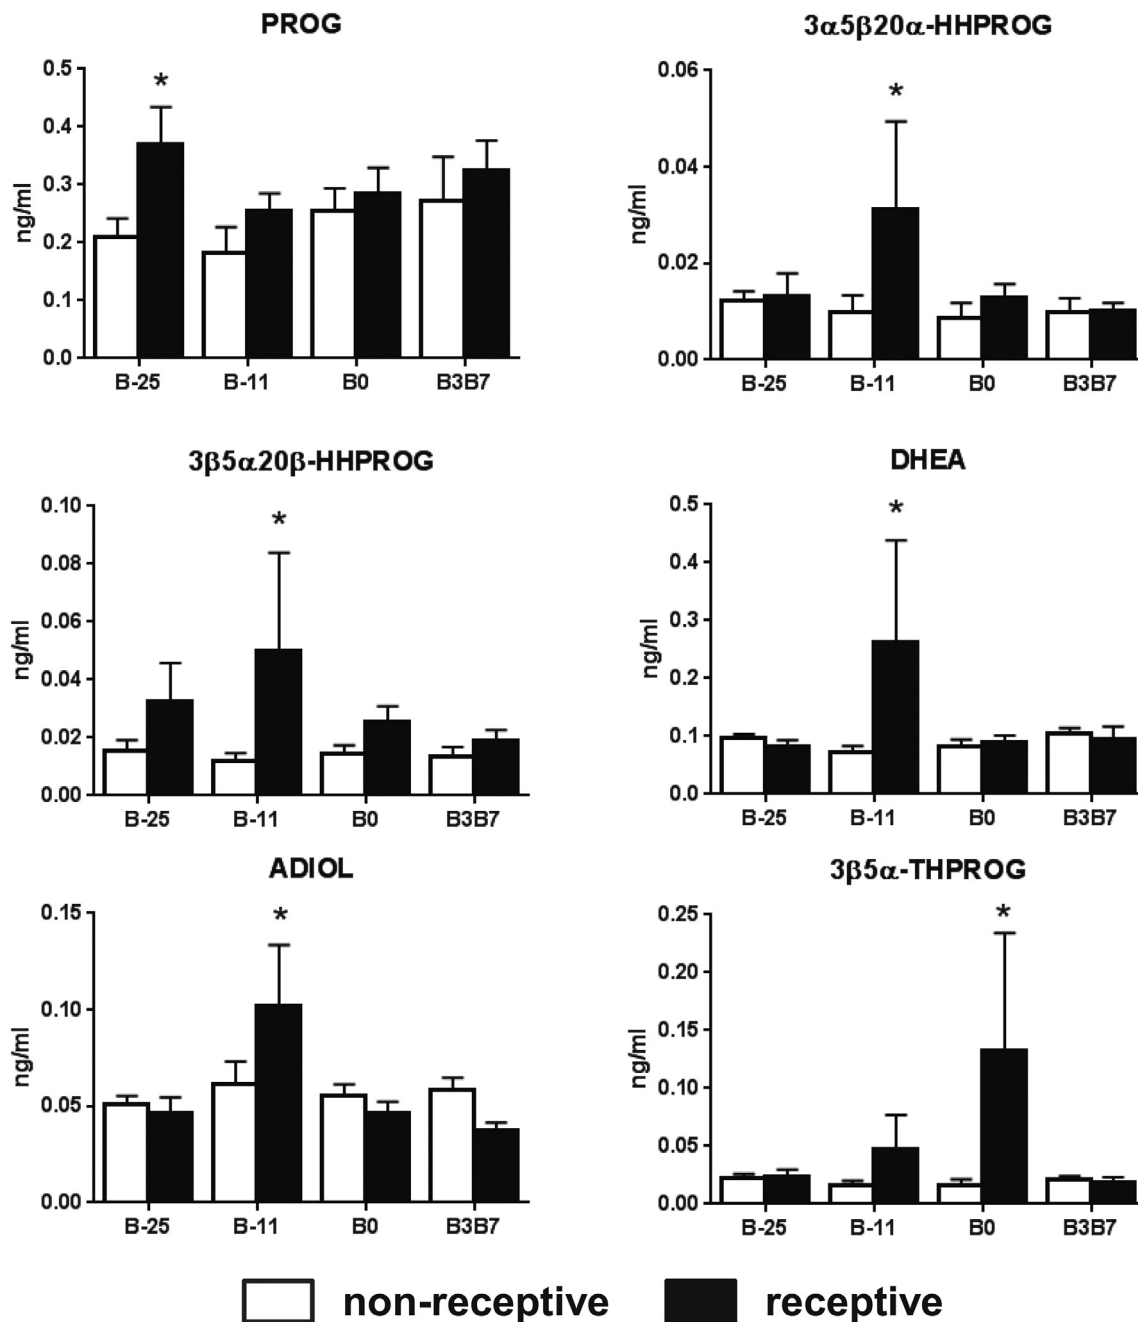 PROG
0.5
0.4
0.3
0.2
0.1
0.0
ng/ml
*
B-25 B-11 B0 B3B7
3α5β20α-HHPROG
0.06
0.04
0.02
0.00
ng/ml
*
B-25 B-11 B0 B3B7
3β5α20β-HHPROG
0.10
0.08
0.06
0.04
0.02
0.00
ng/ml
*
B-25 B-11 B0 B3B7
DHEA
0.5
0.4
0.3
0.2
0.1
0.0
ng/ml
*
B-25 B-11 B0 B3B7
ADIOL
0.15
0.10
0.05
0.00
ng/ml
*
B-25 B-11 B0 B3B7
3β5α-THPROG
0.25
0.20
0.15
0.10
0.05
0.00
ng/ml
*
B-25 B-11 B0 B3B7
non-receptive receptive